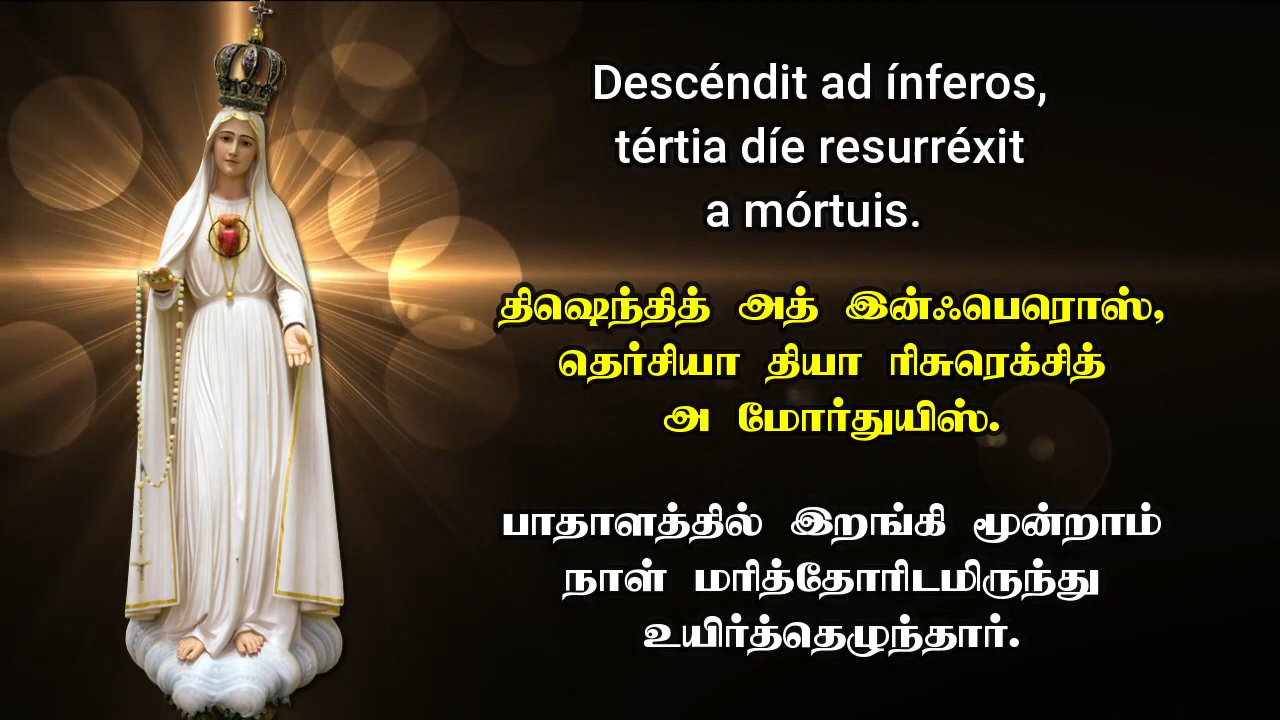 Descéndit ad ínferos,
tértia díe resurréxit
a mórtuis.
திஷெந்தித் அத் இன்ஃபெரொஸ்,
தெர்சியா தியா ரிசுரெக்சித்
அ மோர்துயிஸ்.
பாதாளத்தில் இறங்கி மூன்றாம்
நாள் மரித்தோரிடமிருந்து
உயிர்த்தெழுந்தார்.